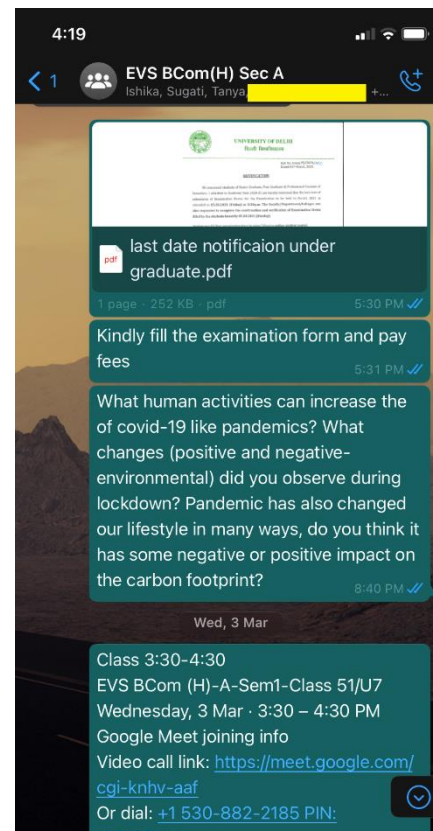 4:19
1
EVS BCom(H) Sec A
Ishika, Sugati, Tanya,
+...
UNIVERSITY OF DELHI
दिल्ली विश्वविद्यालय
NOTIFICATION
last date notificaion under
graduate.pdf
pdf
1 page · 252 KB · pdf
5:30 PM
Kindly fill the examination form and pay
fees
5:31 PM
What human activities can increase the
of covid-19 like pandemics? What
changes (positive and negative-
environmental) did you observe during
lockdown? Pandemic has also changed
our lifestyle in many ways, do you think it
has some negative or positive impact on
the carbon footprint?
8:40 PM
Wed, 3 Mar
Class 3:30-4:30
EVS BCom (H)-A-Sem1-Class 51/U7
Wednesday, 3 Mar · 3:30 – 4:30 PM
Google Meet joining info
Video call link: https://meet.google.com/
cgi-knhv-aaf
Or dial: +1 530-882-2185 PIN: